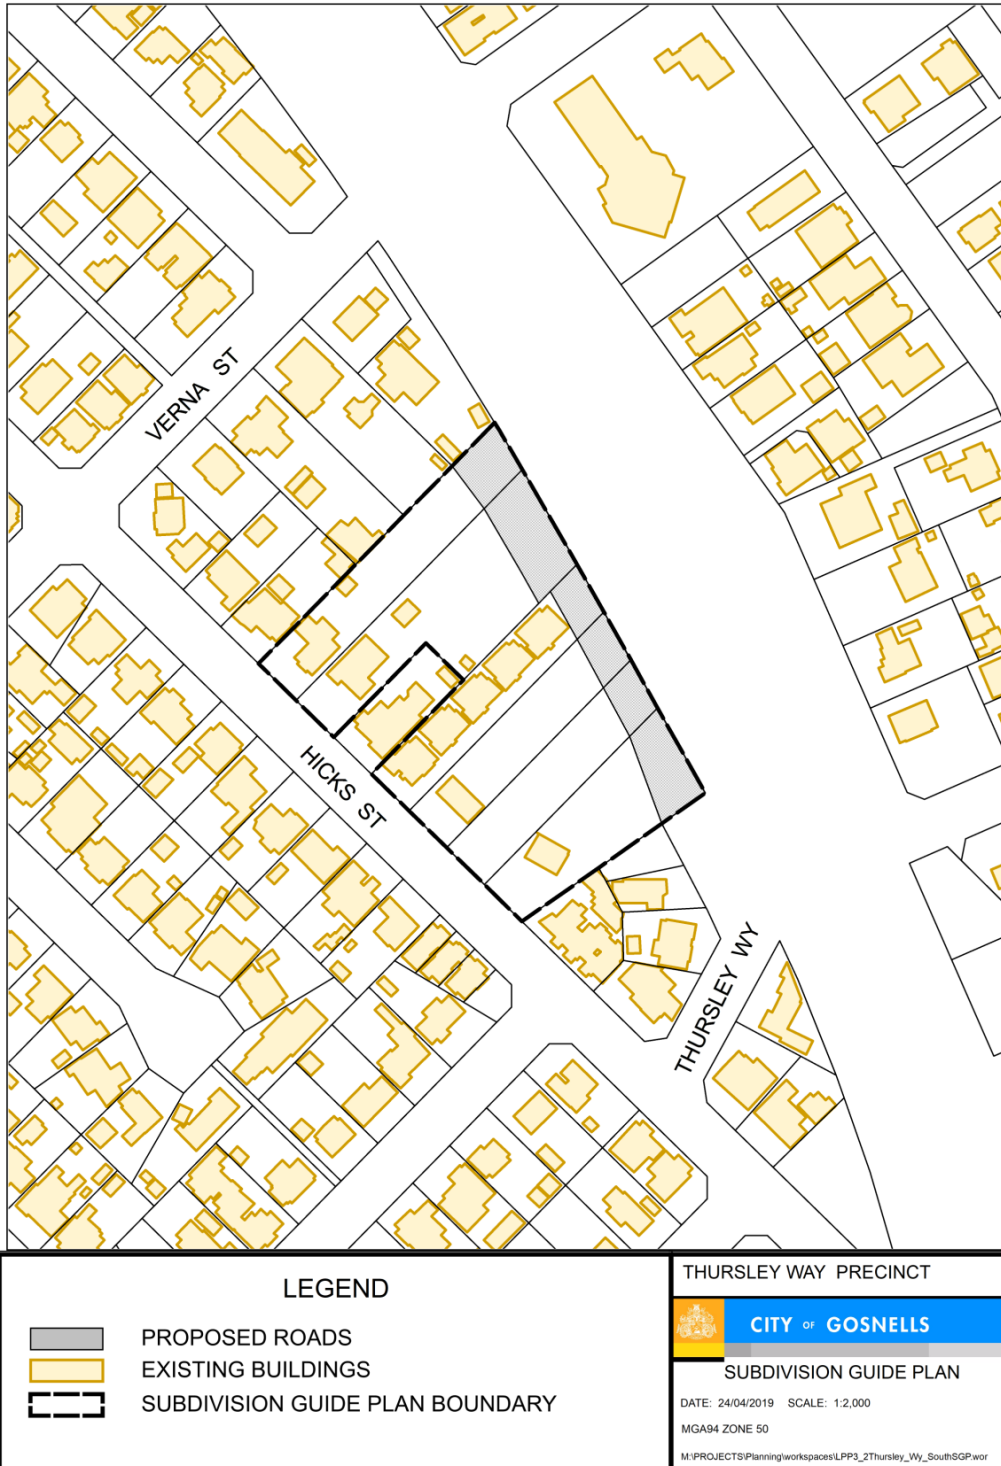 VERNA ST
HICKS ST
THURSLEY WY
LEGEND
PROPOSED ROADS
EXISTING BUILDINGS
SUBDIVISION GUIDE PLAN BOUNDARY
THURSLEY WAY PRECINCT
CITY OF GOSNELLS
SUBDIVISION GUIDE PLAN
DATE: 24/04/2019 SCALE: 1:2,000
MGA94 ZONE 50
M:\PROJECTS\Planning\workspaces\LPP3_2Thursley_Wy_SouthSGP.wor